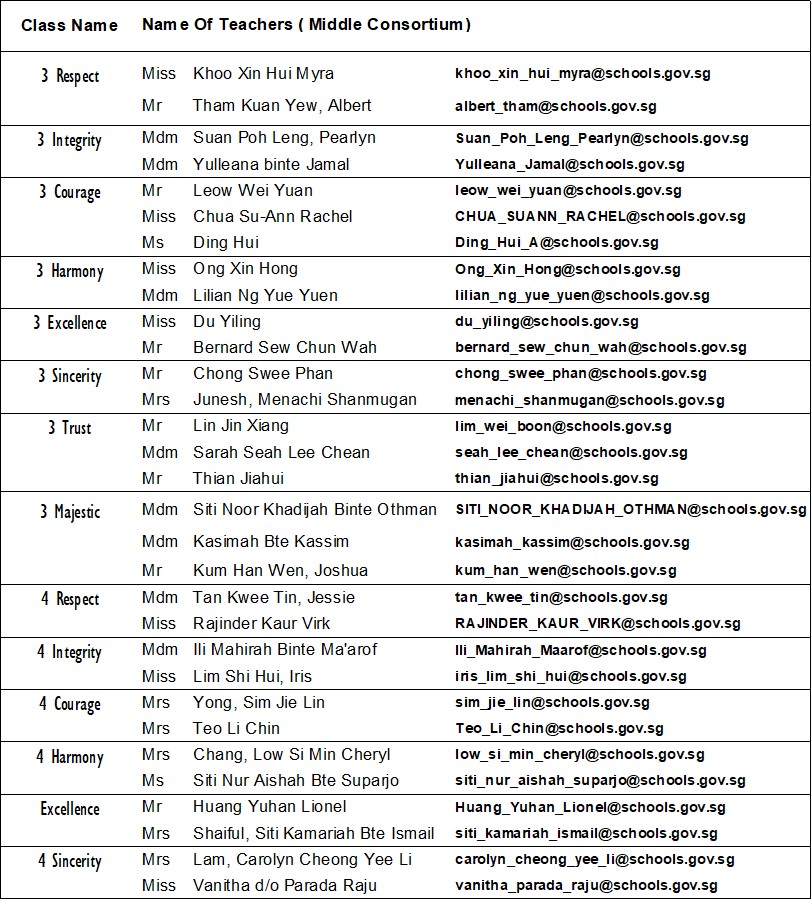 Class Name Name Of Teachers ( Middle Consortium)
3 Respect Miss Khoo Xin Hui Myra khoo_xin_hui_myra@schools.gov.sg
Mr Tham Kuan Yew, Albert albert_tham@schools.gov.sg
3 Integrity Mdm Suan Poh Leng, Pearlyn Suan_Poh_Leng_Pearlyn@schools.gov.sg
Mdm Yulleana binte Jamal Yulleana_Jamal@schools.gov.sg
3 Courage Mr Leow Wei Yuan leow_wei_yuan@schools.gov.sg
Miss Chua Su-Ann Rachel CHUA_SUANN_RACHEL@schools.gov.sg
Ms Ding Hui Ding_Hui_A@schools.gov.sg
3 Harmony Miss Ong Xin Hong Ong_Xin_Hong@schools.gov.sg
Mdm Lilian Ng Yue Yuen lilian_ng_yue_yuen@schools.gov.sg
3 Excellence Miss Du Yiling du_yiling@schools.gov.sg
Mr Bernard Sew Chun Wah bernard_sew_chun_wah@schools.gov.sg
3 Sincerity Mr Chong Swee Phan chong_swee_phan@schools.gov.sg
Mrs Junesh, Menachi Shanmugan menachi_shanmugan@schools.gov.sg
3 Trust Mr Lin Jin Xiang lim_wei_boon@schools.gov.sg
Mdm Sarah Seah Lee Chean seah_lee_chean@schools.gov.sg
Mr Thian Jiahui thian_jiahui@schools.gov.sg
3 Majestic Mdm Siti Noor Khadijah Binte Othman SITI_NOOR_KHADIJAH_OTHMAN@schools.gov.sg
Mdm Kasimah Bte Kassim kasimah_kassim@schools.gov.sg
Mr Kum Han Wen, Joshua kum_han_wen@schools.gov.sg
4 Respect Mdm Tan Kwee Tin, Jessie tan_kwee_tin@schools.gov.sg
Miss Rajinder Kaur Virk RAJINDER_KAUR_VIRK@schools.gov.sg
4 Integrity Mdm Ili Mahirah Binte Ma'arof Ili_Mahirah_Maarof@schools.gov.sg
Miss Lim Shi Hui, Iris iris_lim_shi_hui@schools.gov.sg
4 Courage Mrs Yong, Sim Jie Lin sim_jie_lin@schools.gov.sg
Mrs Teo Li Chin Teo_Li_Chin@schools.gov.sg
4 Harmony Mrs Chang, Low Si Min Cheryl low_si_min_cheryl@schools.gov.sg
Ms Siti Nur Aishah Bte Suparjo siti_nur_aishah_suparjo@schools.gov.sg
Excellence Mr Huang Yuhan Lionel Huang_Yuhan_Lionel@schools.gov.sg
Mrs Shaiful, Siti Kamariah Bte Ismail siti_kamariah_ismail@schools.gov.sg
4 Sincerity Mrs Lam, Carolyn Cheong Yee Li carolyn_cheong_yee_li@schools.gov.sg
Miss Vanitha d/o Parada Raju vanitha_parada_raju@schools.gov.sg